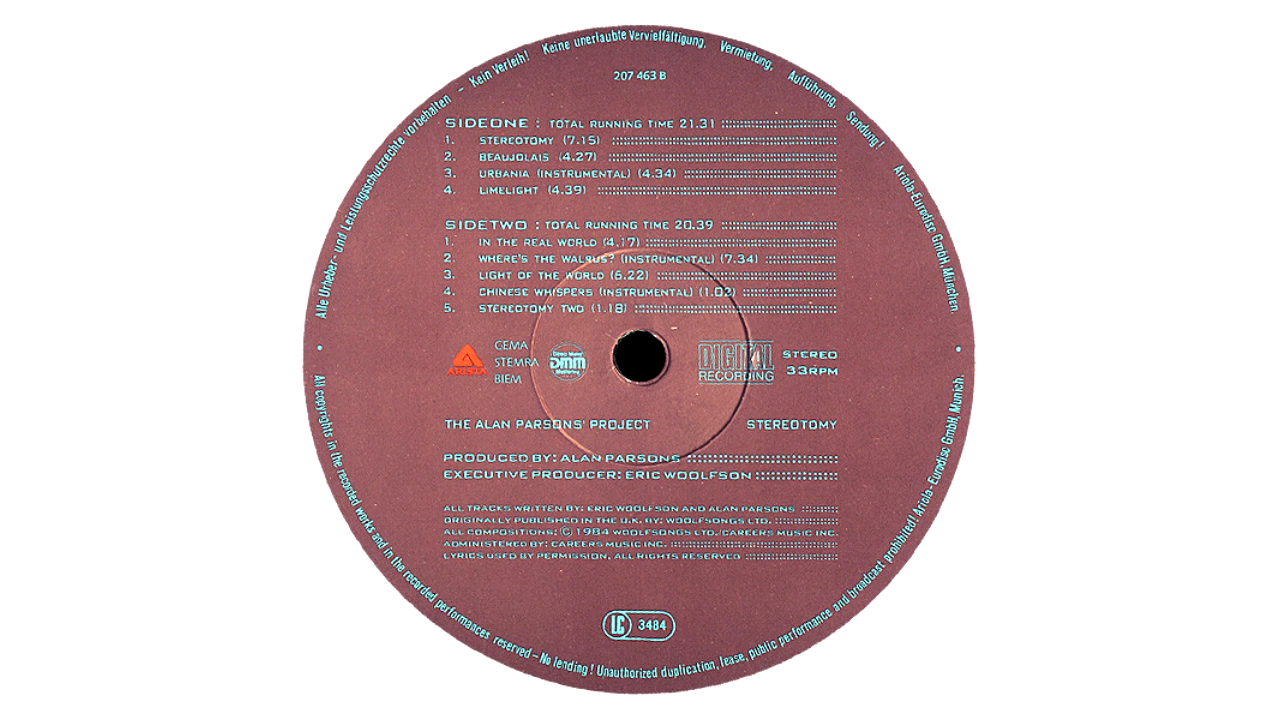 Alle Urheber- und Leistungsschutzrechte vorbehalten – Kein Verleih! Keine unerlaubte Vervielfältigung, Vermietung, Aufführung, Sendung! Ariola-Eurodisc GmbH, München.
207 463 B
SIDEONE : TOTAL RUNNING TIME 21.31
1. STEREOTOMY (7.15)
2. BEAUJOLAIS (4.27)
3. URBANIA (INSTRUMENTAL) (4.34)
4. LIMELIGHT (4.39)
SIDETWO : TOTAL RUNNING TIME 20.39
1. IN THE REAL WORLD (4.17)
2. WHERE'S THE WALRUS? (INSTRUMENTAL) (7.34)
3. LIGHT OF THE WORLD (6.22)
4. CHINESE WHISPERS (INSTRUMENTAL) (1.02)
5. STEREOTOMY TWO (1.18)
ARISTA
CEMA
STEMRA
BIEM
Direct Metal
DMM
Mastering
DIGITAL
RECORDING
STEREO
33RPM
THE ALAN PARSONS' PROJECT STEREOTOMY
PRODUCED BY: ALAN PARSONS
EXECUTIVE PRODUCER: ERIC WOOLFSON
ALL TRACKS WRITTEN BY: ERIC WOOLFSON AND ALAN PARSONS
ORIGINALLY PUBLISHED IN THE U.K. BY: WOOLFSONGS LTD.
ALL COMPOSITIONS: © 1984 WOOLFSONGS LTD./CAREERS MUSIC INC.
ADMINISTERED BY: CAREERS MUSIC INC.
LYRICS USED BY PERMISSION, ALL RIGHTS RESERVED
LC 3484
All copyrights in the recorded works and in the recorded performances reserved – No lending! Unauthorized duplication, lease, public performance and broadcast prohibited! Ariola-Eurodisc GmbH, Munich.